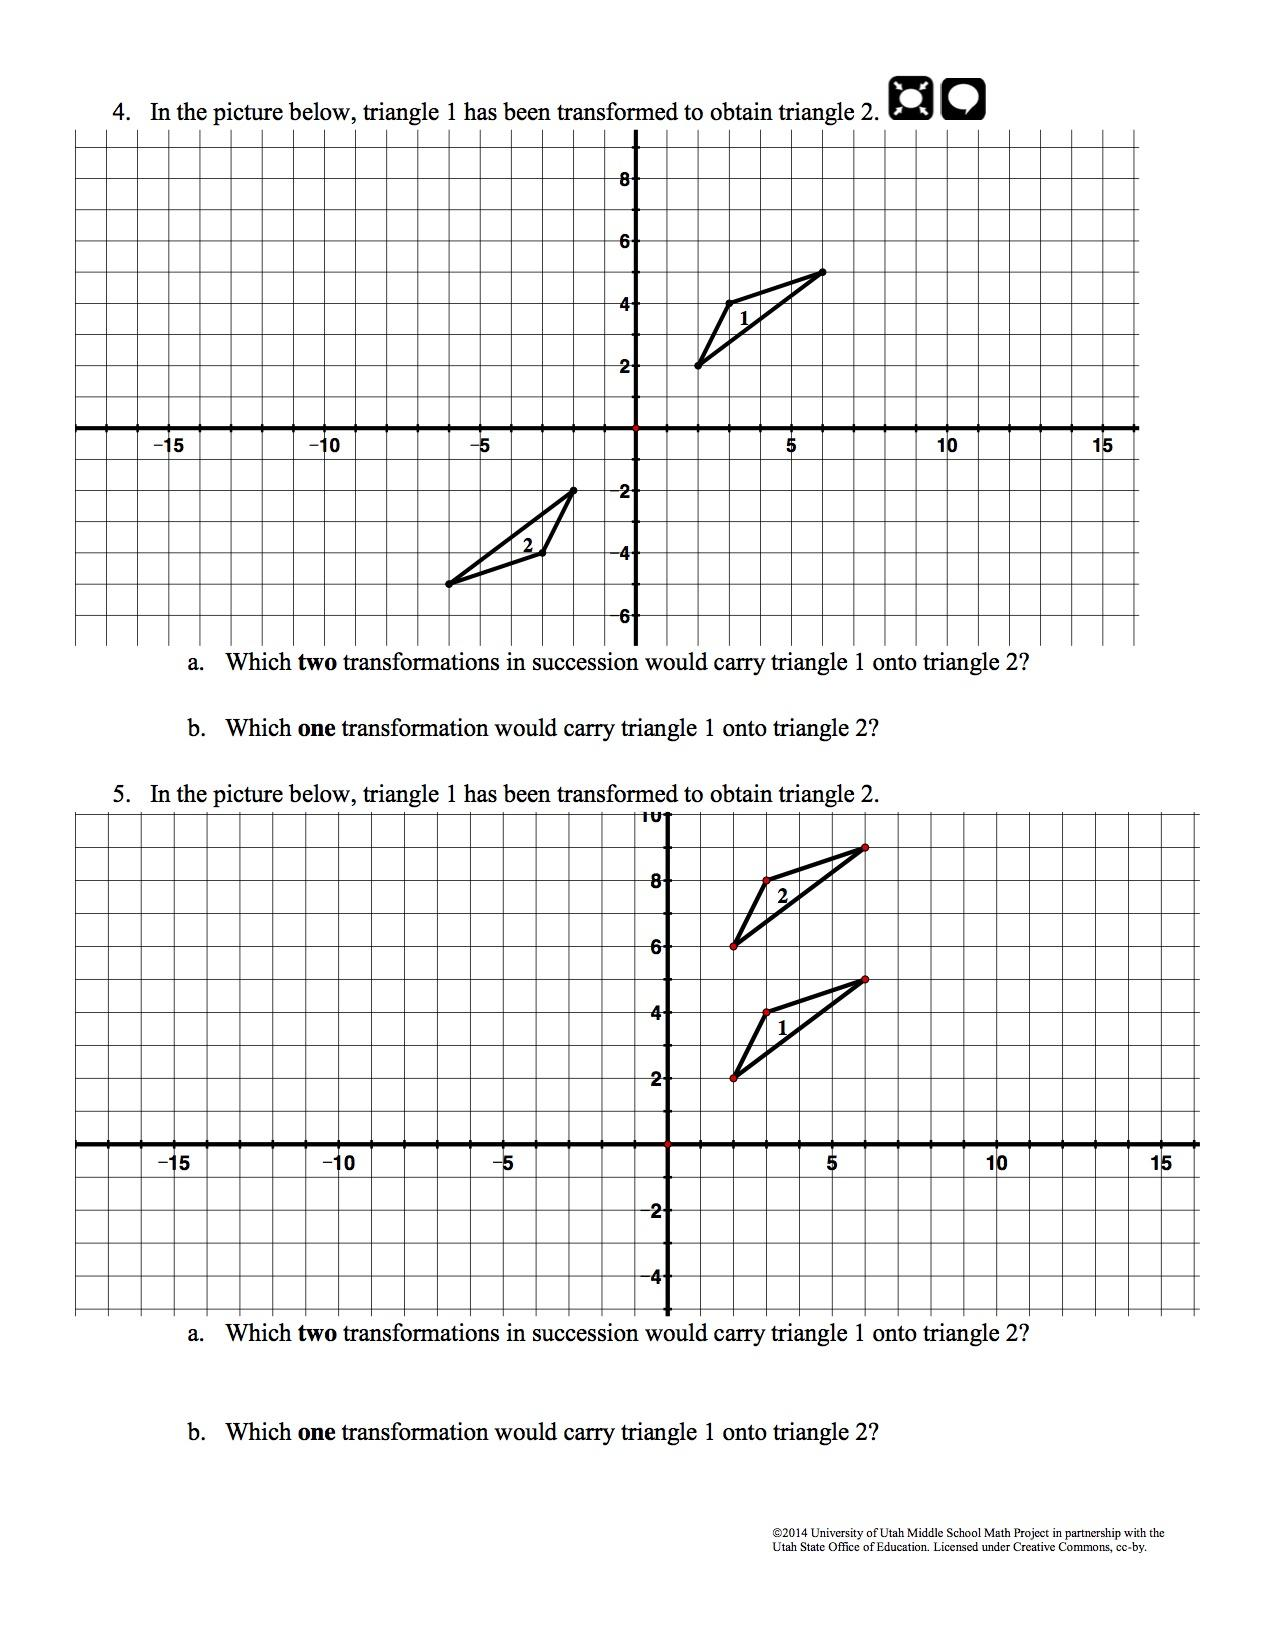 4. In the picture below, triangle 1 has been transformed to obtain triangle 2.
8
6
4
1
2
−15 −10 −5 5 10 15
−2
2
−4
−6
a. Which two transformations in succession would carry triangle 1 onto triangle 2?
b. Which one transformation would carry triangle 1 onto triangle 2?
5. In the picture below, triangle 1 has been transformed to obtain triangle 2.
10
8
2
6
4
1
2
−15 −10 −5 5 10 15
−2
−4
a. Which two transformations in succession would carry triangle 1 onto triangle 2?
b. Which one transformation would carry triangle 1 onto triangle 2?
©2014 University of Utah Middle School Math Project in partnership with the
Utah State Office of Education. Licensed under Creative Commons, cc-by.